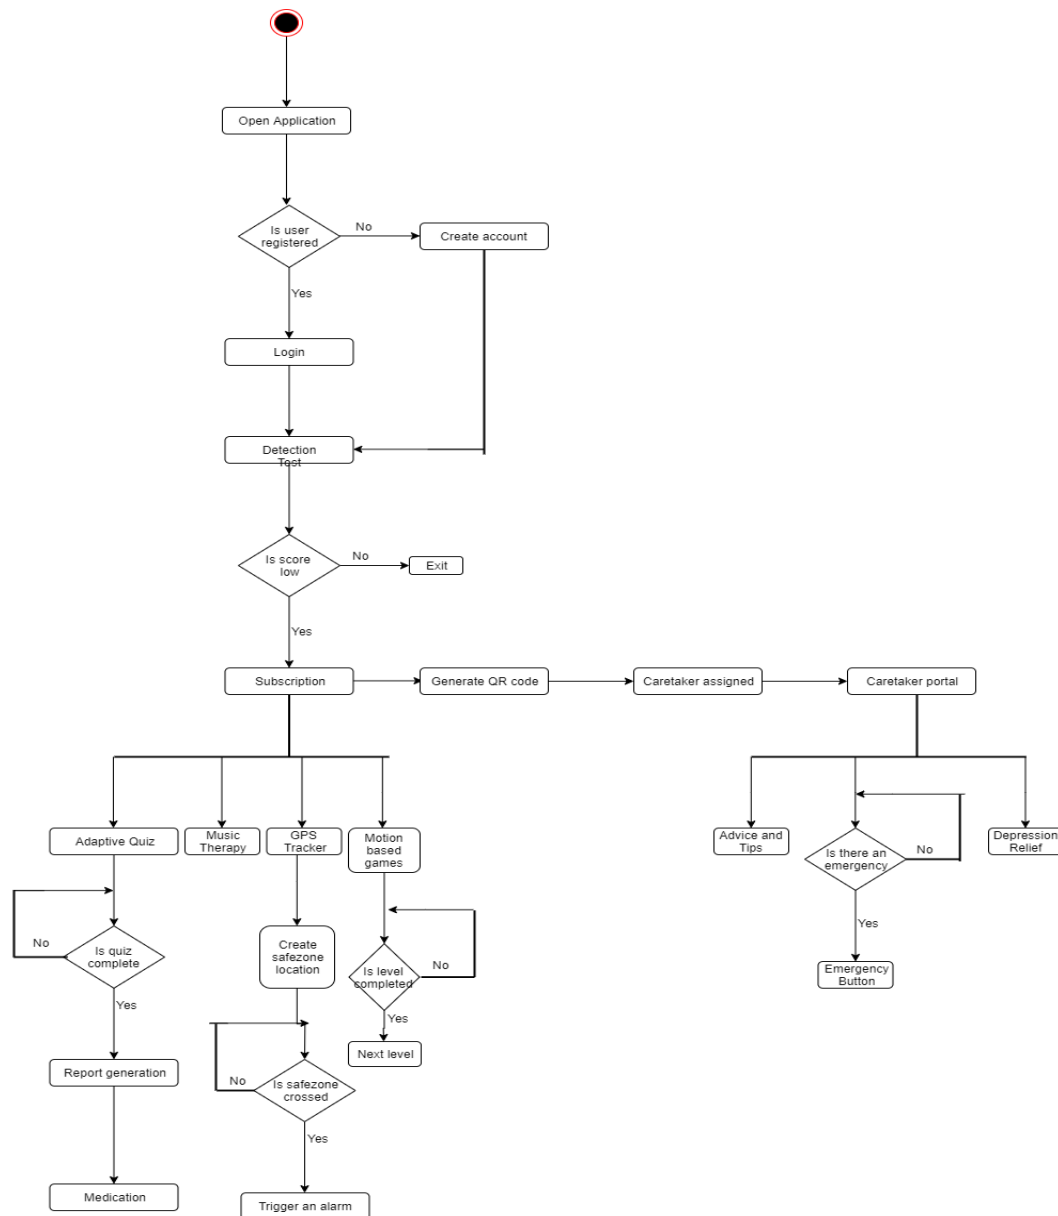 Open Application
Is user
registered
No
Create account
Yes
Login
Detection
Test
Is score
low
No
Exit
Yes
Subscription
Generate QR code
Caretaker assigned
Caretaker portal
Adaptive Quiz
Music
Therapy
GPS
Tracker
Motion
based
games
Advice and
Tips
Is there an
emergency
No
Depression
Relief
Yes
Emergency
Button
No
Is quiz
complete
Yes
Create
safezone
location
Is level
completed
No
Yes
Next level
Report generation
No
Is safezone
crossed
Yes
Medication
Trigger an alarm